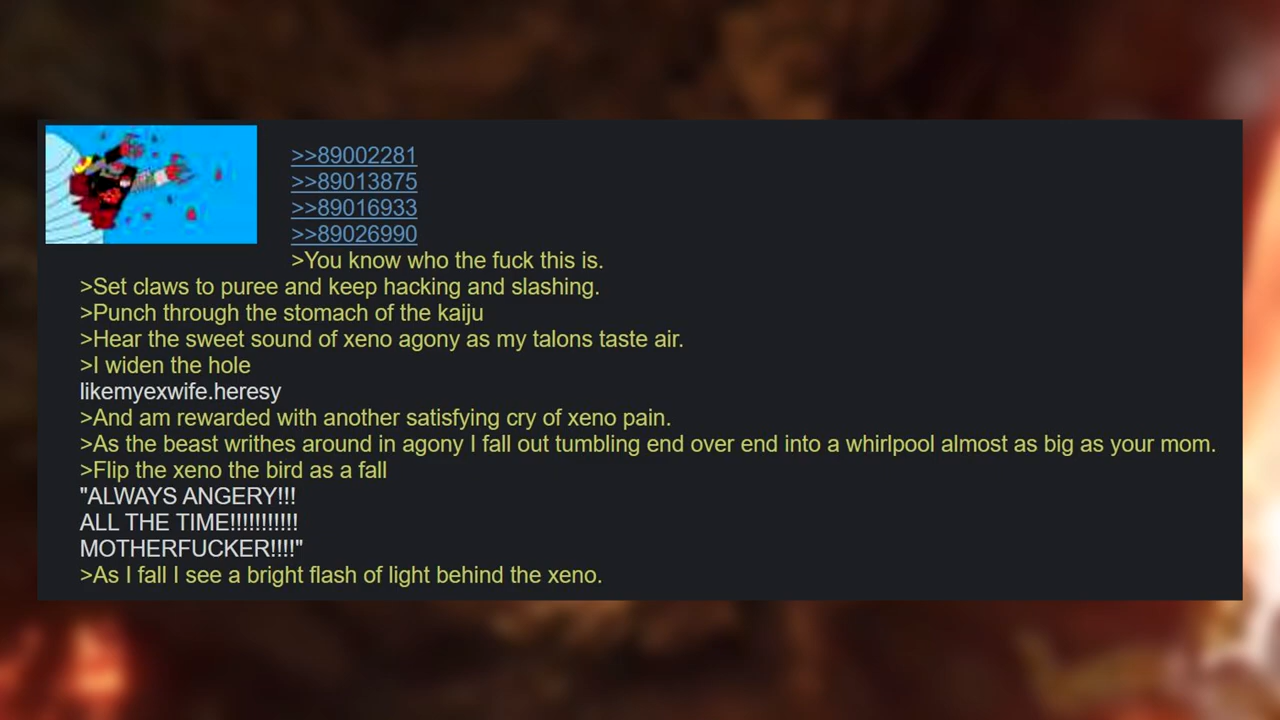 >>89002281
>>89013875
>>89016933
>>89026990
>You know who the fuck this is.
>Set claws to puree and keep hacking and slashing.
>Punch through the stomach of the kaiju
>Hear the sweet sound of xeno agony as my talons taste air.
>I widen the hole
likemyexwife.heresy
>And am rewarded with another satisfying cry of xeno pain.
>As the beast writhes around in agony I fall out tumbling end over end into a whirlpool almost as big as your mom.
>Flip the xeno the bird as a fall
"ALWAYS ANGERY!!!
ALL THE TIME!!!!!!!!!!!
MOTHERFUCKER!!!!"
>As I fall I see a bright flash of light behind the xeno.